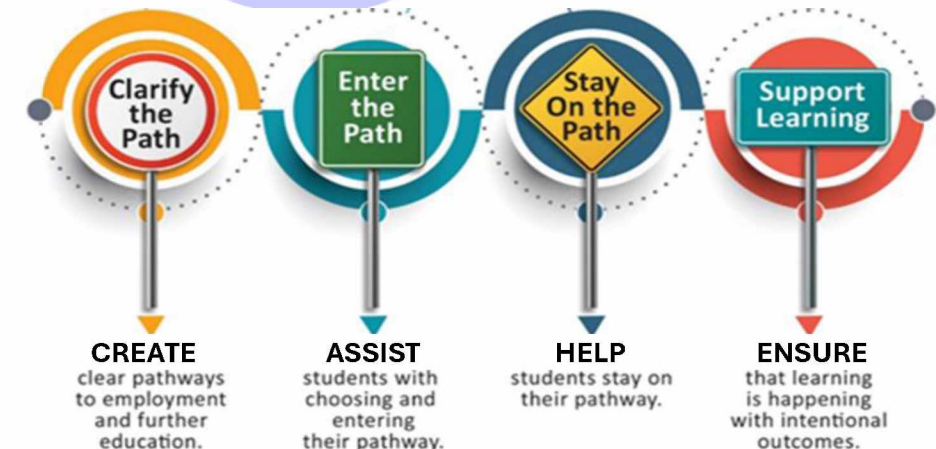 Clarify
the
Path
Enter
the
Path
Stay
On the
Path
Support
Learning
CREATE
clear pathways
to employment
and further
education.
ASSIST
students with
choosing and
entering
their pathway.
HELP
students stay on
their pathway.
ENSURE
that learning
is happening
with intentional
outcomes.